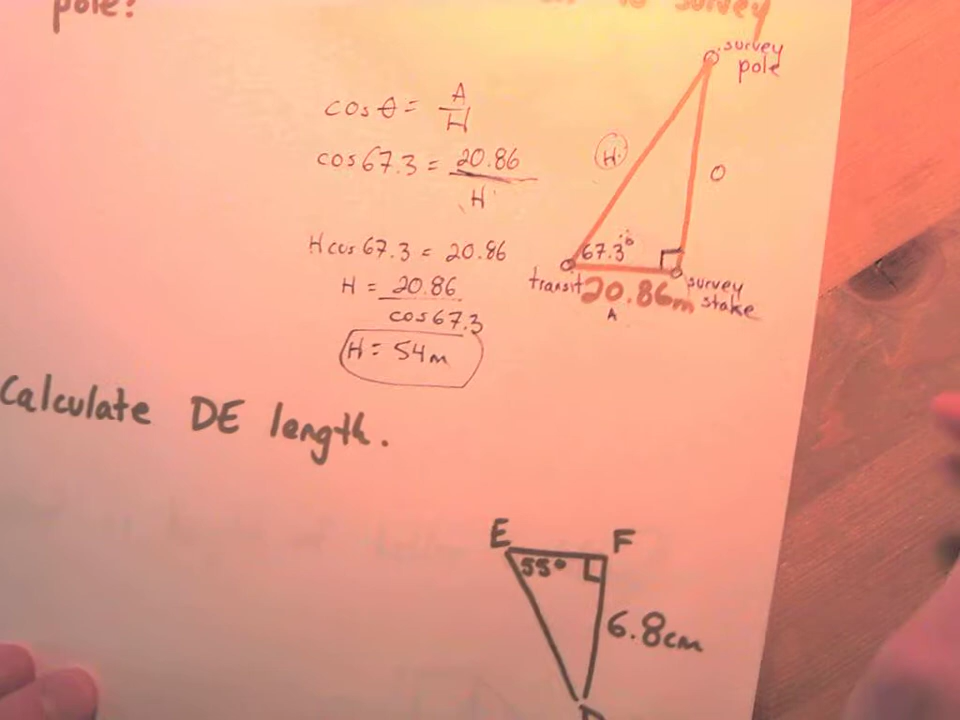 pole?
to survey
survey
pole
cos θ = A
H
cos 67.3 = 20.86
H
H
O
H cos 67.3 = 20.86
67.3°
H = 20.86
cos 67.3
transit
20.86m
survey
stake
A
H = 54m
Calculate DE length.
E
F
55°
6.8cm
D